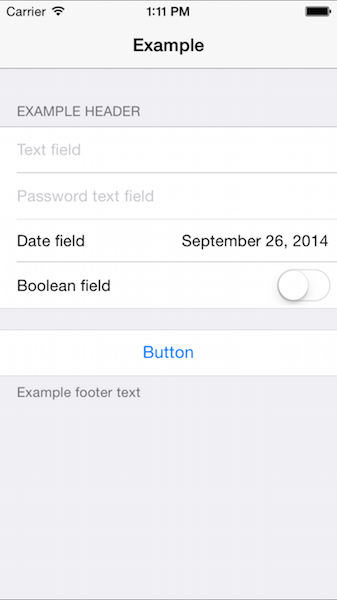 Carrier 1:11 PM
Example
EXAMPLE HEADER
Text field
Password text field
Date field September 26, 2014
Boolean field
Button
Example footer text